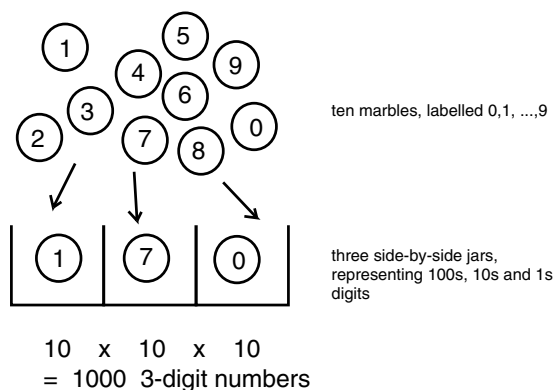 5
1
9
4
6
3
2
7
8
0
ten marbles, labelled 0,1, ...,9
1 7 0
three side-by-side jars,
representing 100s, 10s and 1s
digits
10 x 10 x 10
= 1000 3-digit numbers